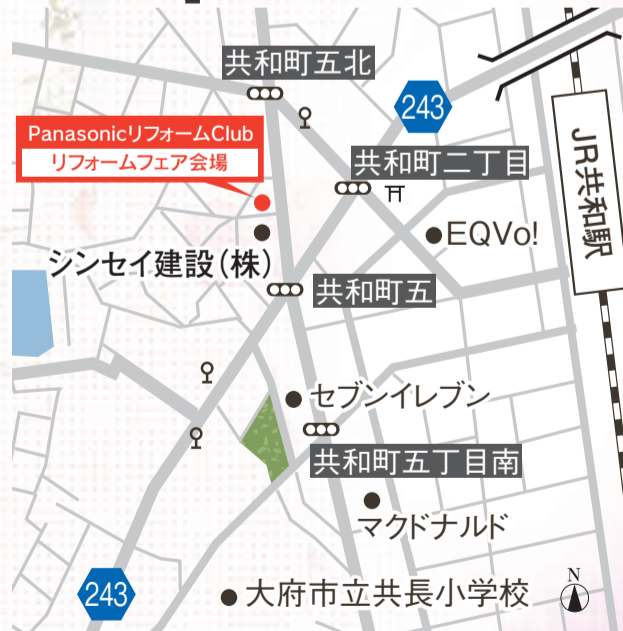 共和町五北
243
PanasonicリフォームClub
リフォームフェア会場
共和町二丁目
JR共和駅
EQVo!
シンセイ建設(株)
共和町五
セブンイレブン
共和町五丁目南
マクドナルド
243
大府市立共長小学校
N